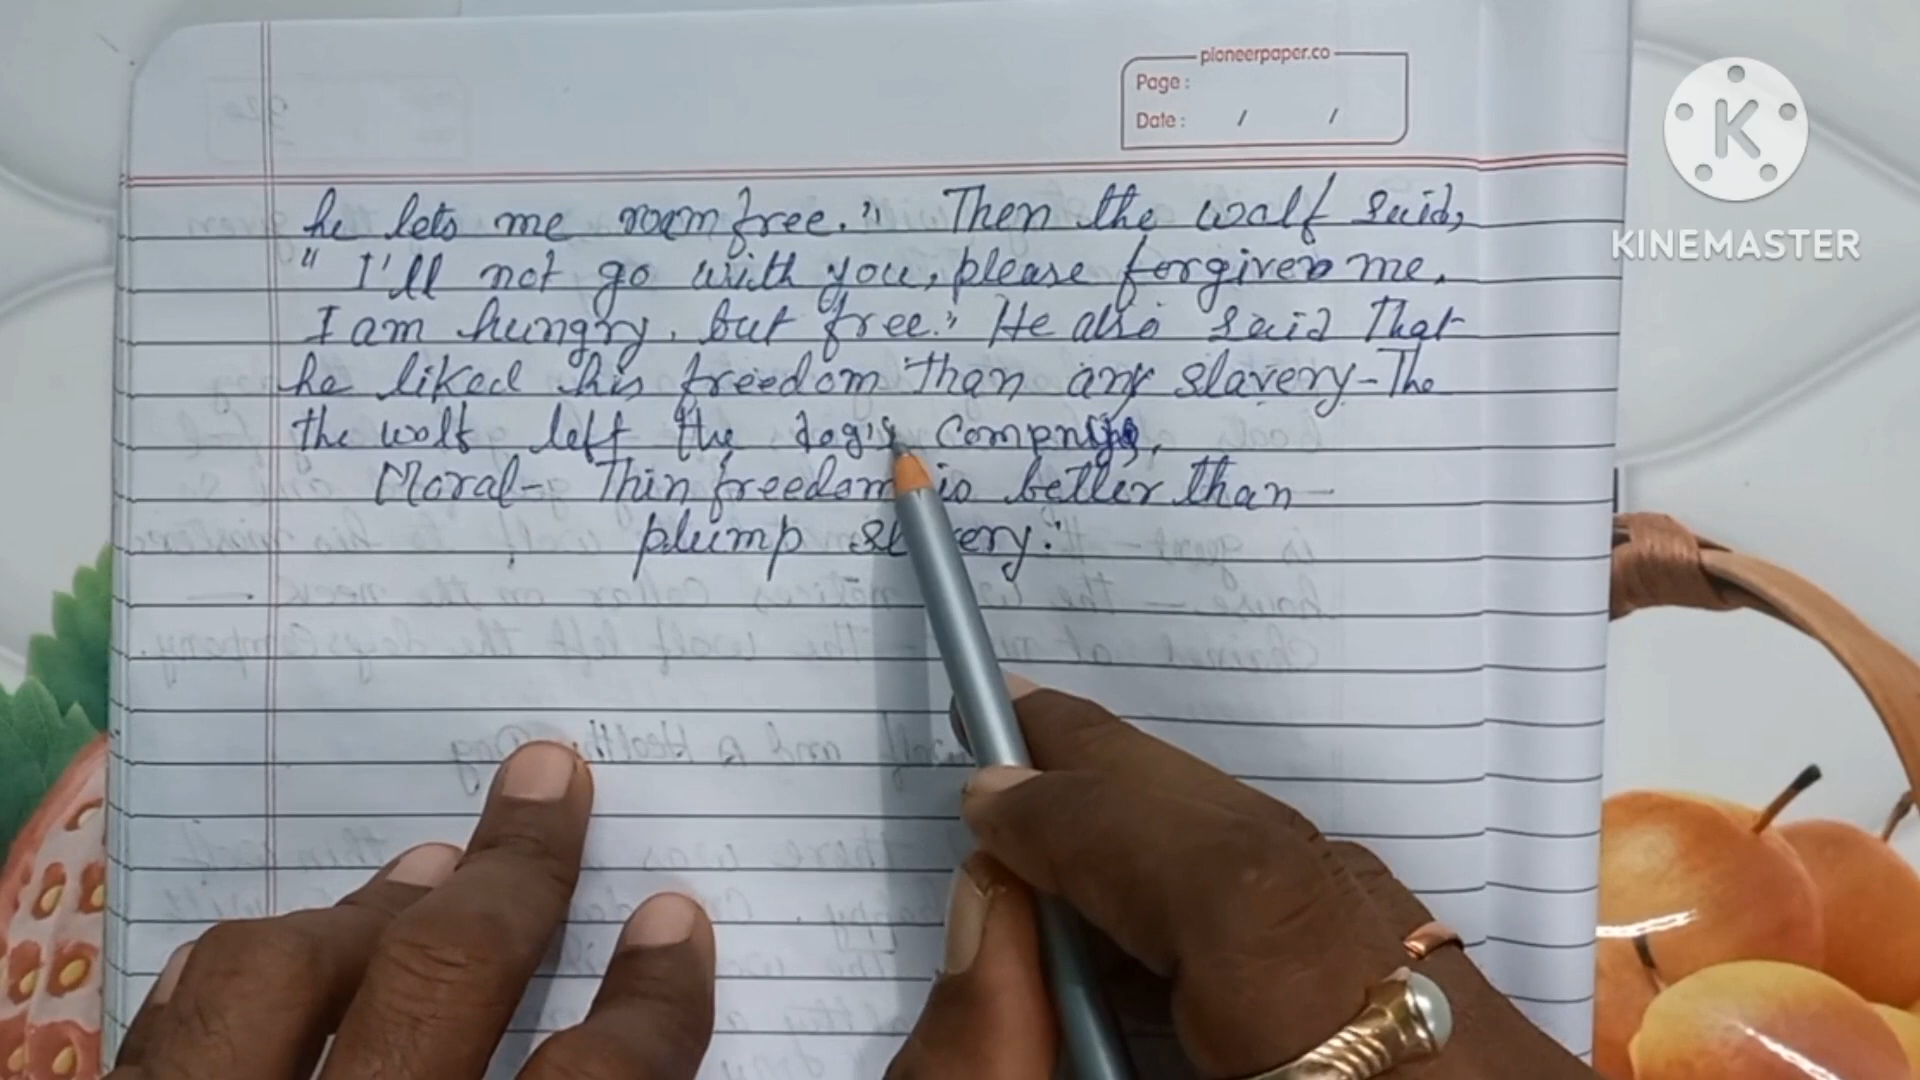 pioneerpaper.co
Page :
Date : / /
K
KINEMASTER
he lets me roam free." Then the wolf said,
" I'll not go with you, please forgive me.
I am hungry, but free." He also said That
he liked his freedom than any slavery-The
the wolf left the dog's company.
Moral- Thin freedom is better than
plump slavery.